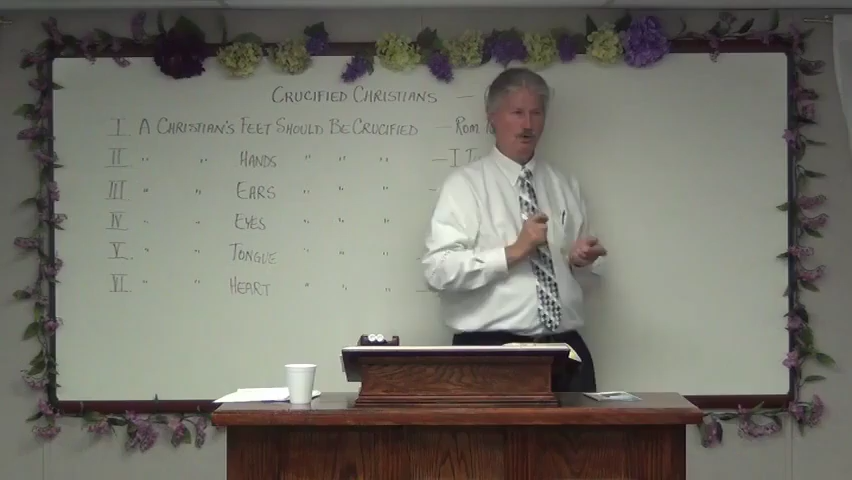 CRUCIFIED CHRISTIANS —
I A CHRISTIAN'S FEET SHOULD BE CRUCIFIED — ROM
II " " HANDS " " " — I
III " " EARS " " " –
IV " " EYES " " "
V " " TONGUE " " "
VI " " HEART " " " —